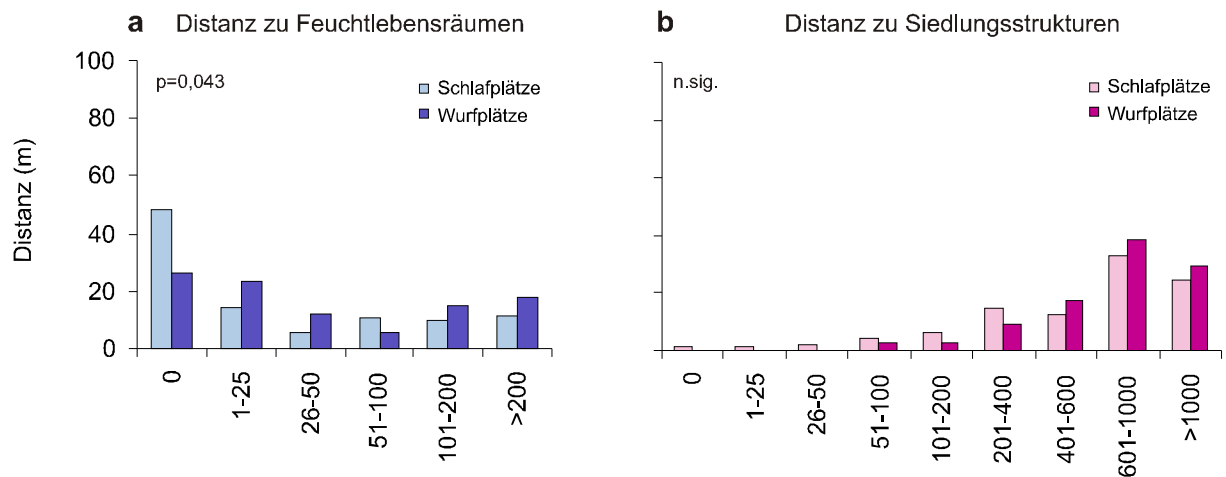 a Distanz zu Feuchtlebensräumen
p=0,043
Schlafplätze
Wurfplätze
Distanz (m)
100
80
60
40
20
0
0
1-25
26-50
51-100
101-200
>200
b Distanz zu Siedlungsstrukturen
n.sig.
Schlafplätze
Wurfplätze
0
1-25
26-50
51-100
101-200
201-400
401-600
601-1000
>1000